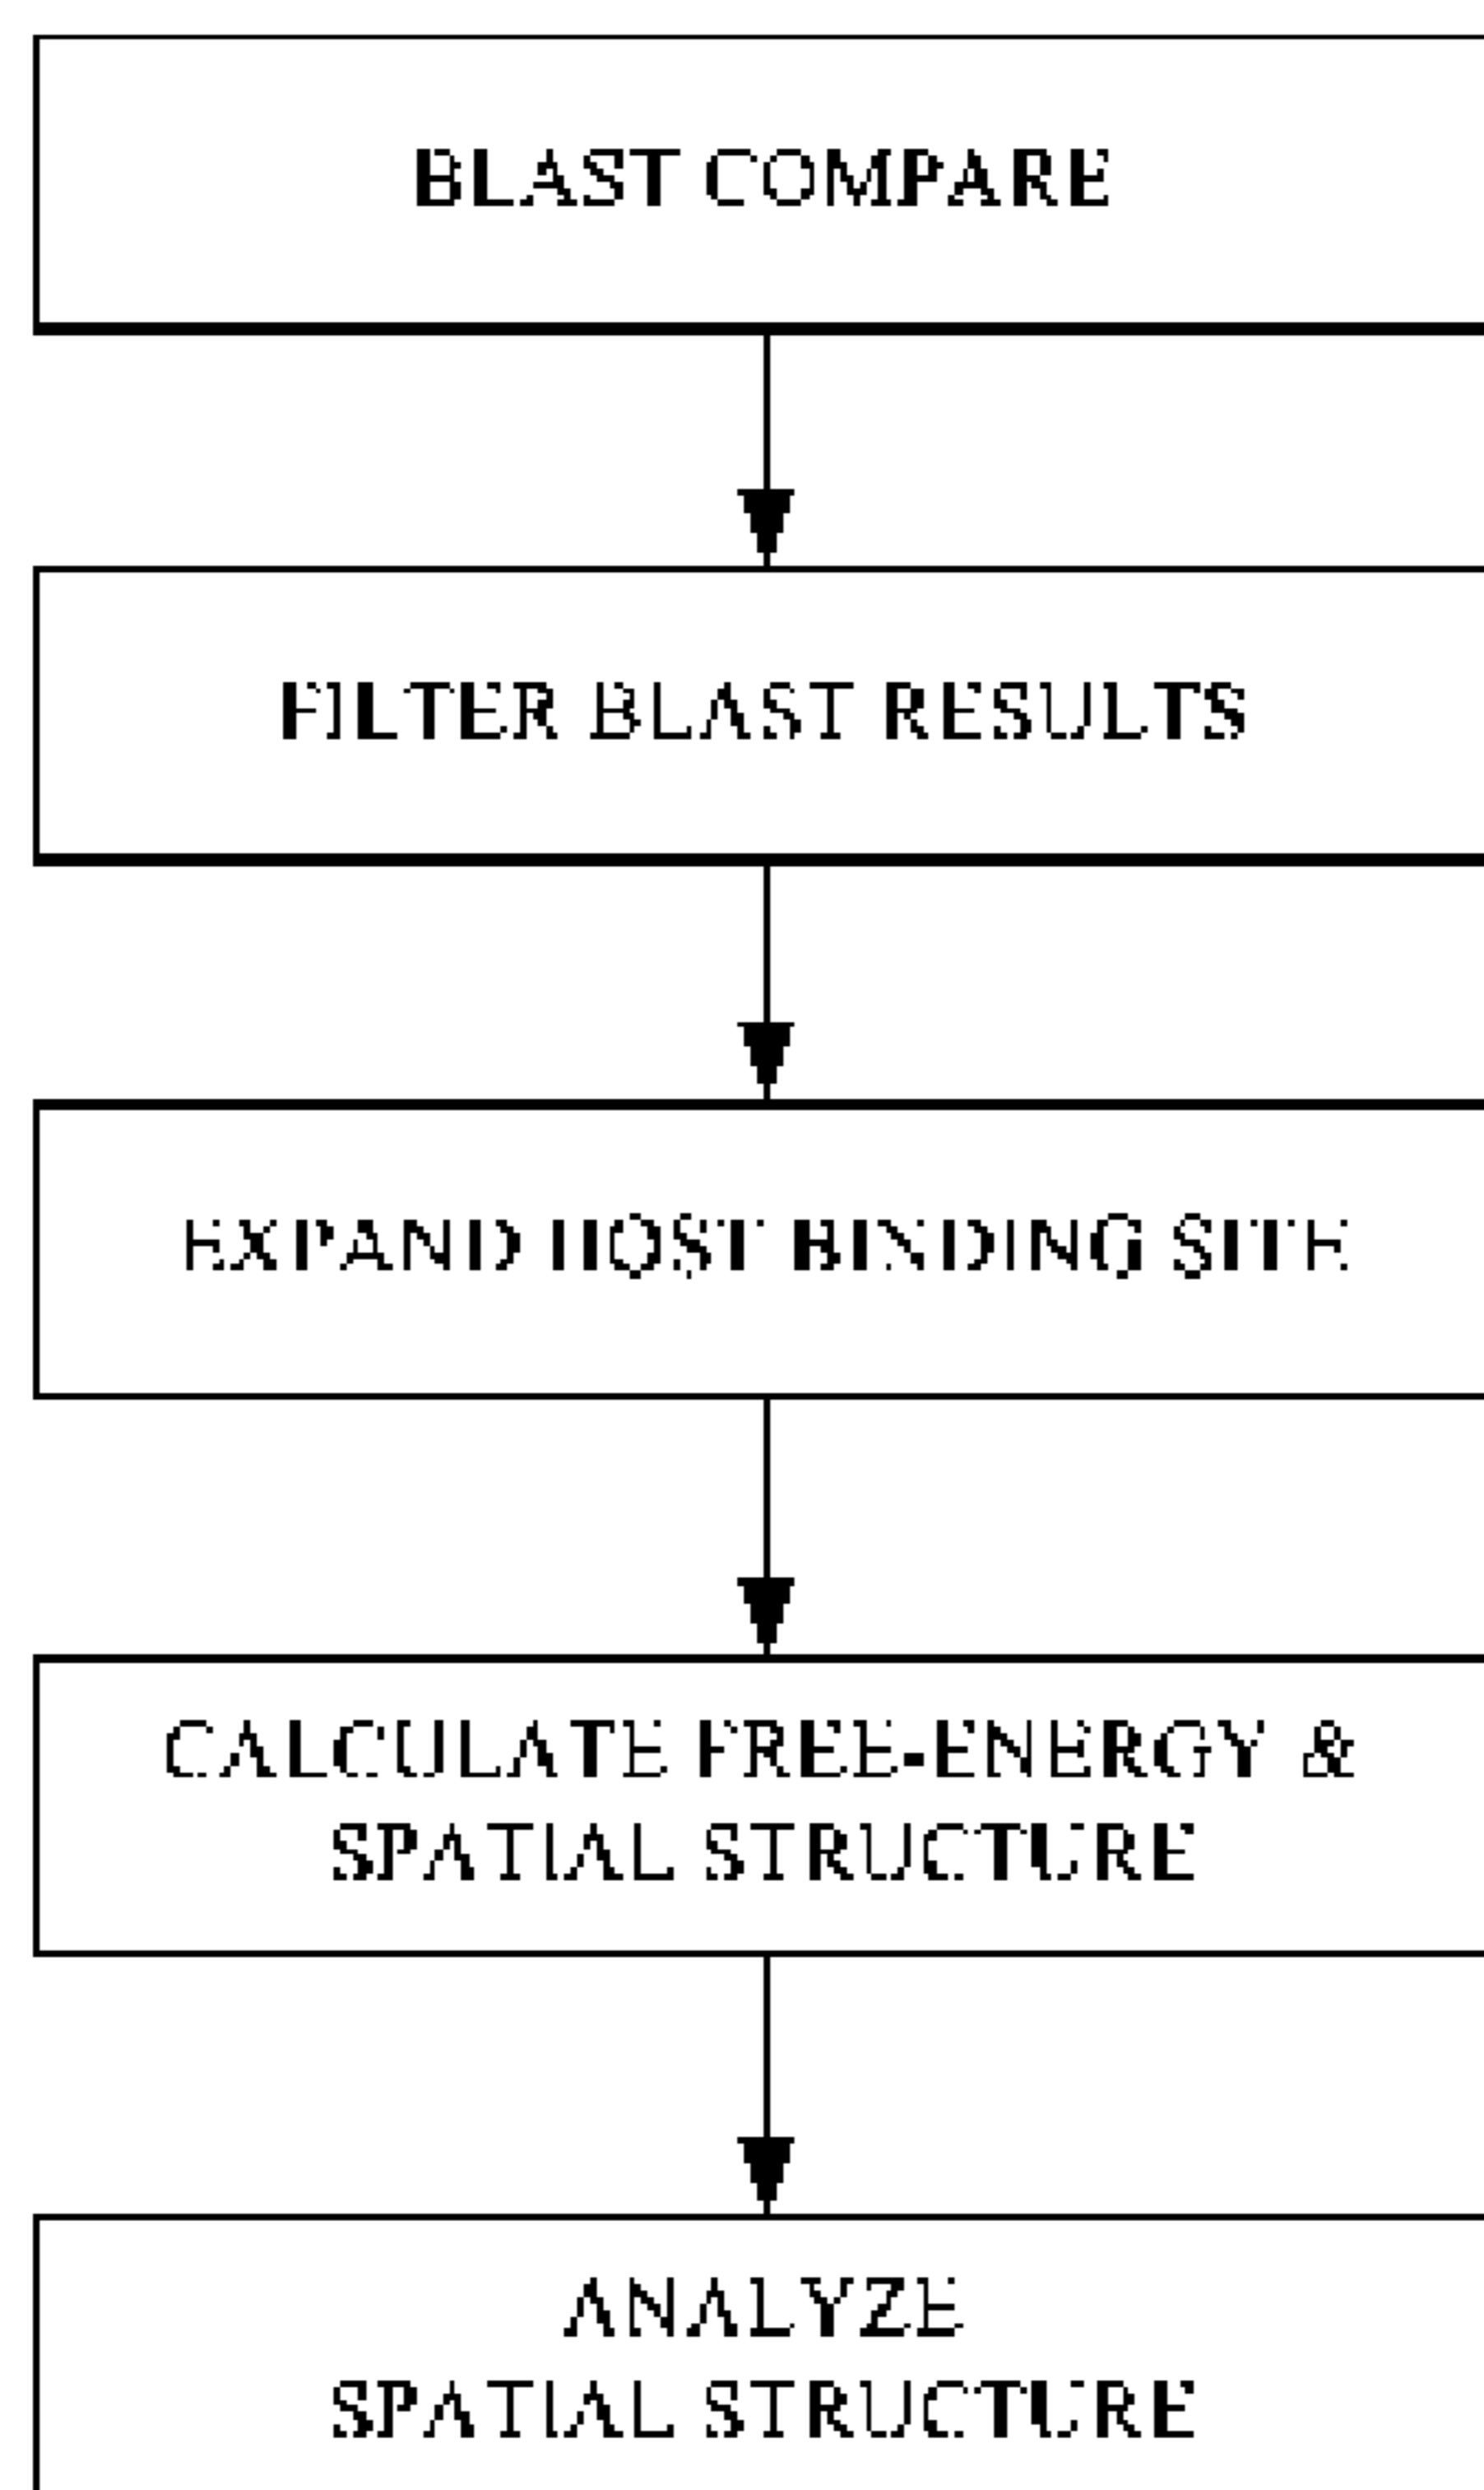 BLAST COMPARE
FILTER BLAST RESULTS
EXPAND HOST BINDING SITE
CALCULATE FREE-ENERGY &
SPATIAL STRUCTURE
ANALYZE
SPATIAL STRUCTURE